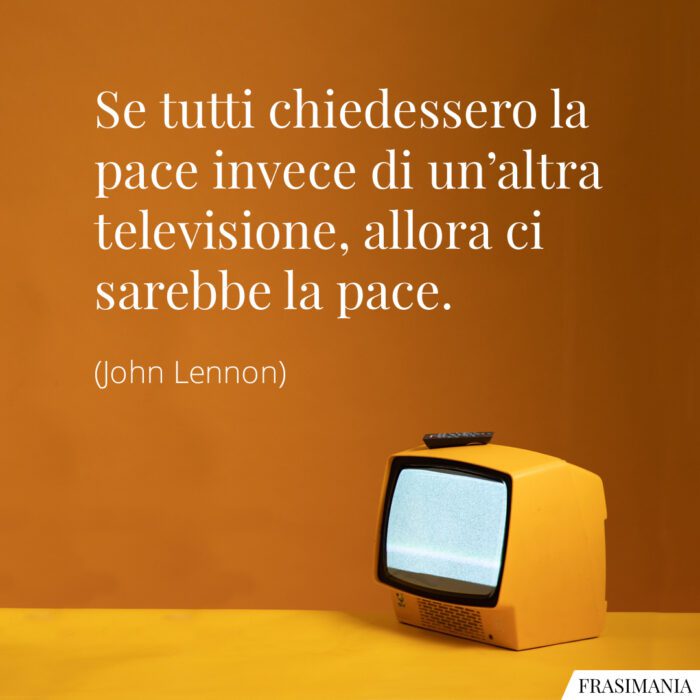 Se tutti chiedessero la
pace invece di un’altra
televisione, allora ci
sarebbe la pace.
(John Lennon)
FRASIMANIA